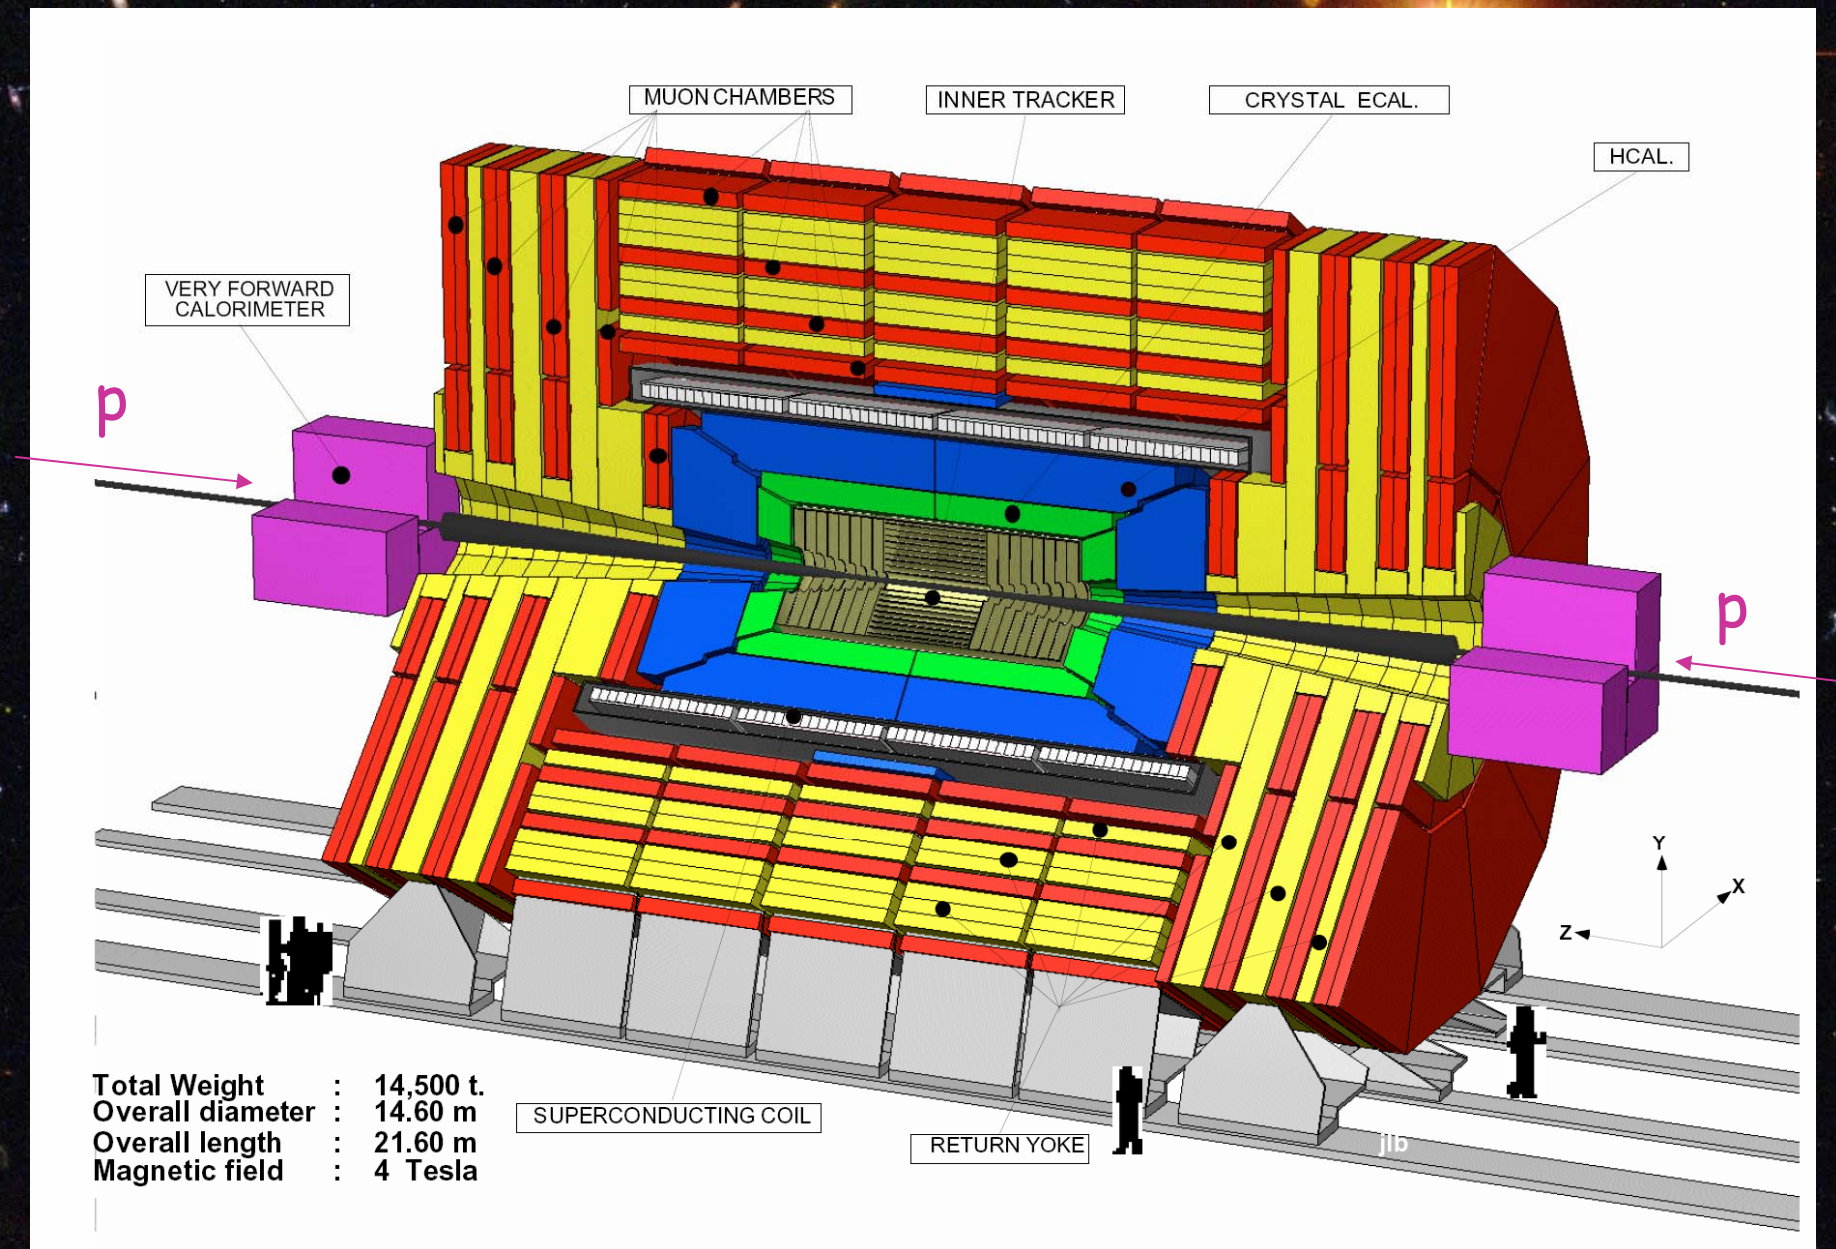 MUON CHAMBERS
INNER TRACKER
CRYSTAL ECAL.
HCAL.
VERY FORWARD
CALORIMETER
p
p
Y
X
Z
Total Weight : 14,500 t.
Overall diameter : 14.60 m
Overall length : 21.60 m
Magnetic field : 4 Tesla
SUPERCONDUCTING COIL
RETURN YOKE
jlb